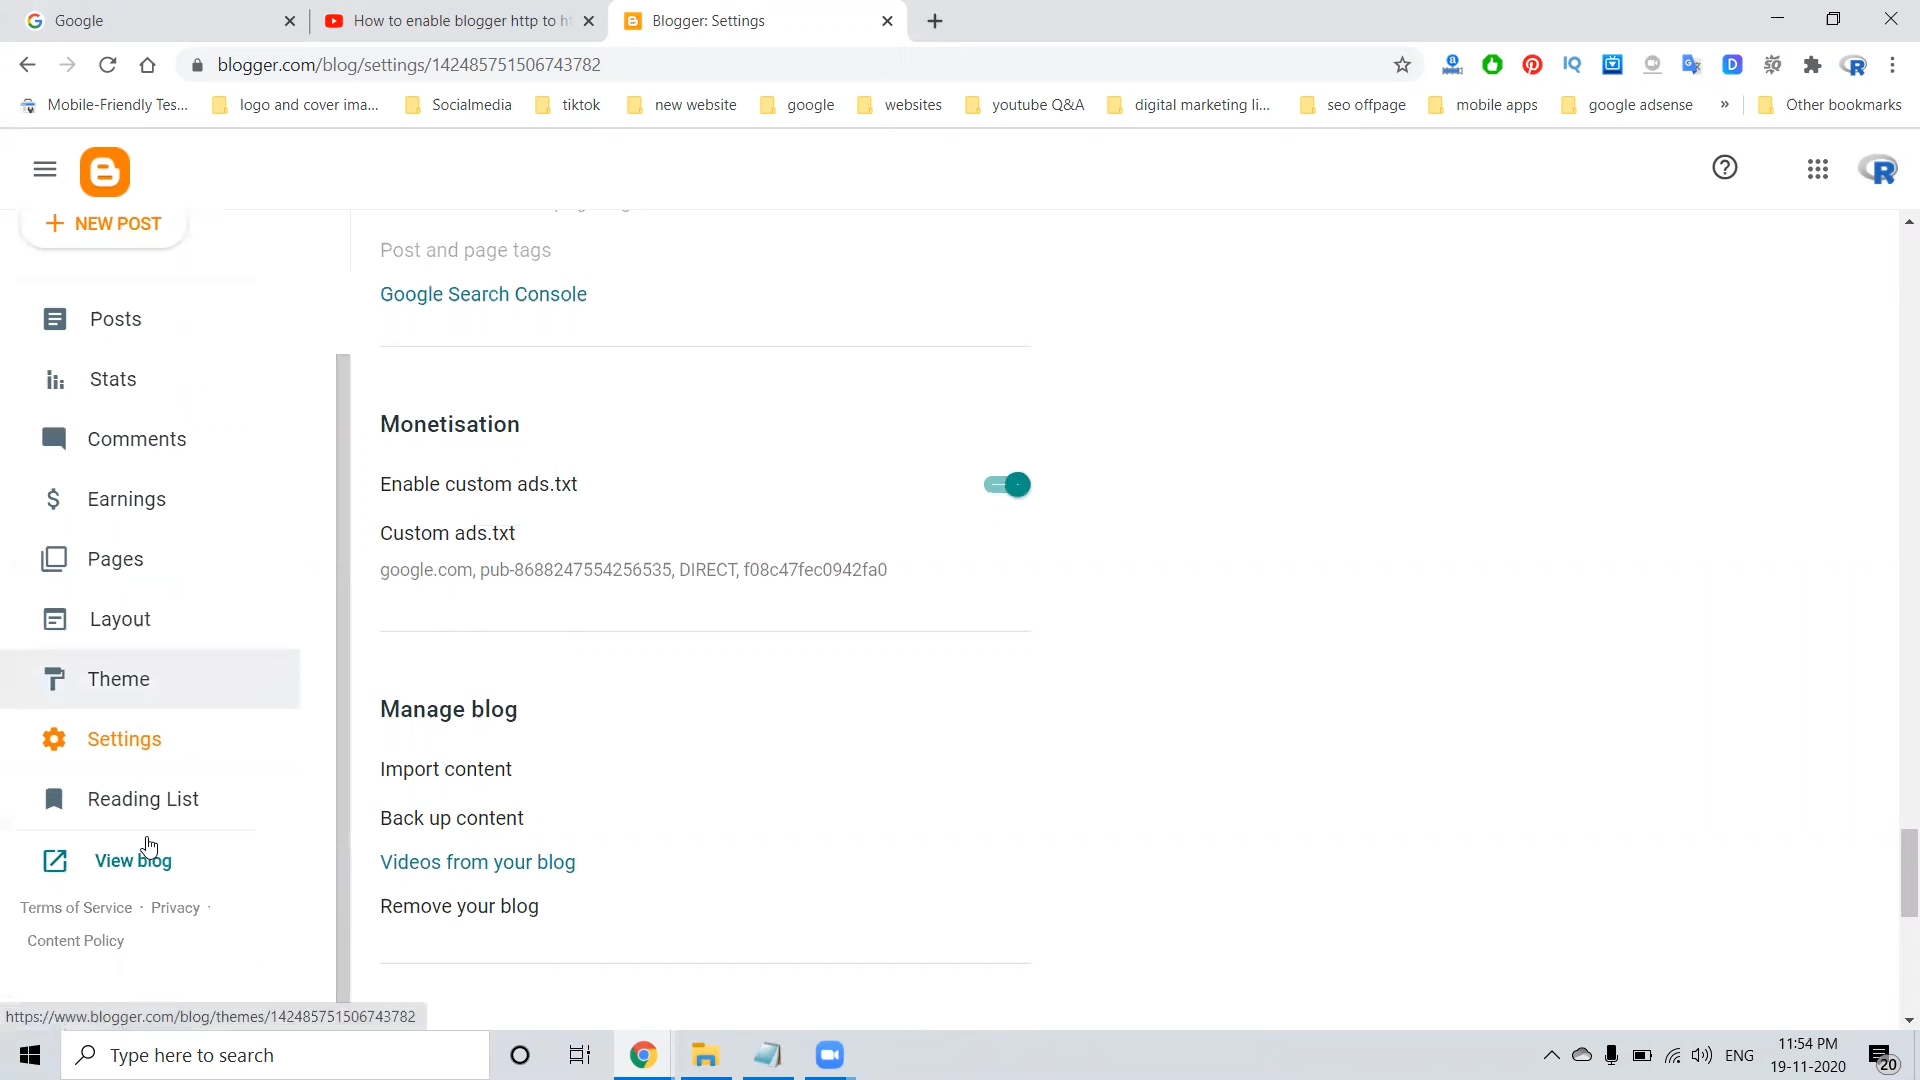 Google
How to enable blogger http to h
Blogger: Settings
blogger.com/blog/settings/142485751506743782
Mobile-Friendly Tes...
logo and cover ima...
Socialmedia
tiktok
new website
google
websites
youtube Q&A
digital marketing li...
seo offpage
mobile apps
google adsense
»
Other bookmarks
+ NEW POST
Posts
Stats
Comments
Earnings
Pages
Layout
Theme
Settings
Reading List
View blog
Terms of Service · Privacy ·
Content Policy
Post and page tags
Google Search Console
Monetisation
Enable custom ads.txt
Custom ads.txt
google.com, pub-8688247554256535, DIRECT, f08c47fec0942fa0
Manage blog
Import content
Back up content
Videos from your blog
Remove your blog
https://www.blogger.com/blog/themes/142485751506743782
Type here to search
ENG
11:54 PM
19-11-2020
20